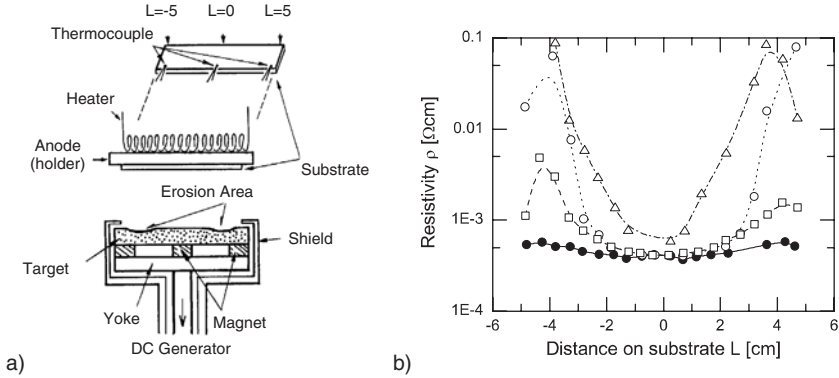 L=-5 L=0 L=5
Thermocouple
Heater
Anode
(holder)
Substrate
Erosion Area
Shield
Target
Yoke
Magnet
DC Generator
a)
0.1
0.01
1E-3
1E-4
Resistivity ρ [Ωcm]
-6 -4 -2 0 2 4 6
Distance on substrate L [cm]
b)